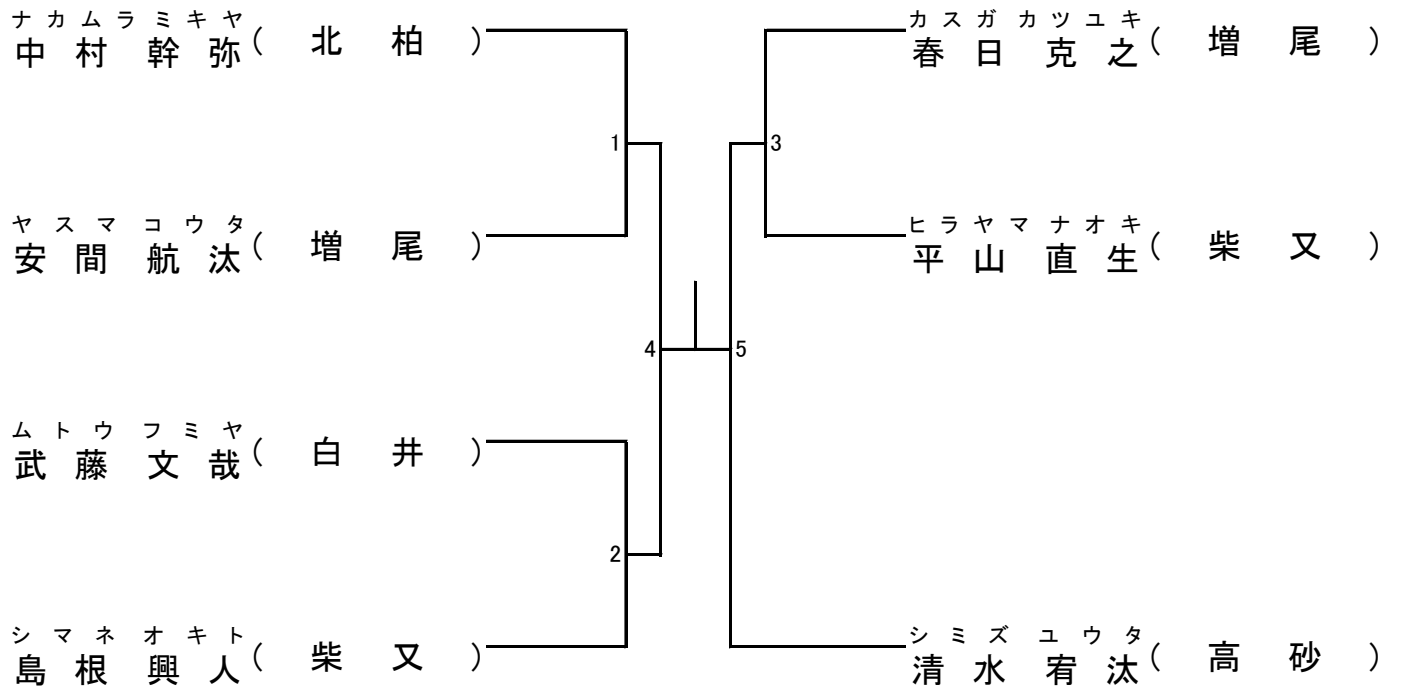 ナカムラミキヤ
中村 幹弥( 北 柏 )
1
ヤスマ コウタ
安間 航汰( 増 尾 )
4
ムトウ フミヤ
武藤 文哉( 白 井 )
2
シマネ オキト
島根 興人( 柴 又 )
カスガ カツユキ
春日 克之( 増 尾 )
3
ヒラヤマ ナオキ
平山 直生( 柴 又 )
5
シミズ ユウタ
清水 宥汰( 高 砂 )